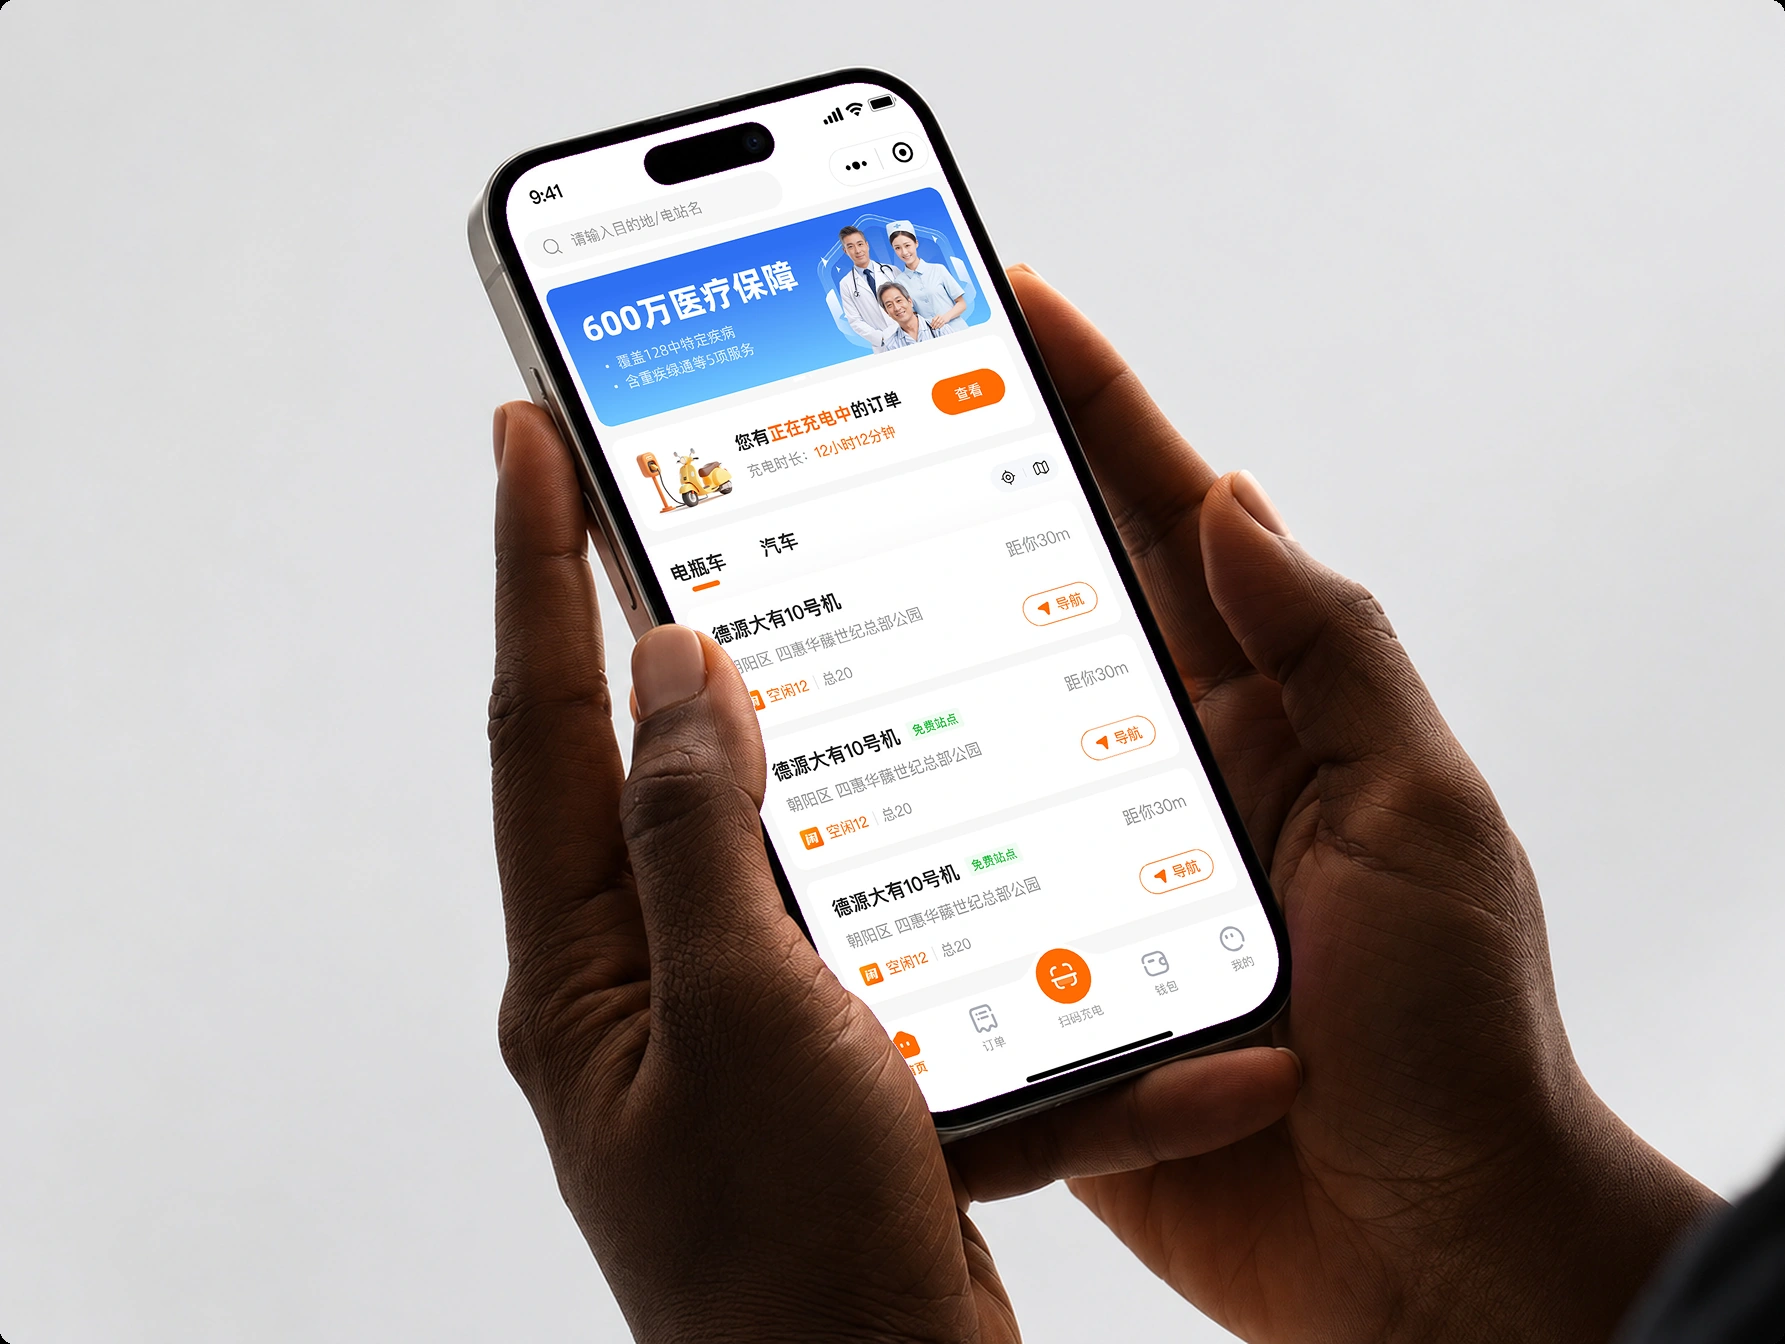 9:41
请输入目的地/电站名
600万医疗保障
• 覆盖128中特定疾病
• 含重疾绿通等5项服务
您有正在充电中的订单
充电时长：12小时12分钟
查看
电瓶车 汽车
德源大有10号机
距你30m
朝阳区 四惠华藤世纪总部公园
导航
空闲12 | 总20
德源大有10号机 免费站点
距你30m
朝阳区 四惠华藤世纪总部公园
导航
闲 空闲12 | 总20
德源大有10号机 免费站点
距你30m
朝阳区 四惠华藤世纪总部公园
导航
闲 空闲12 | 总20
首页
订单
扫码充电
钱包
我的